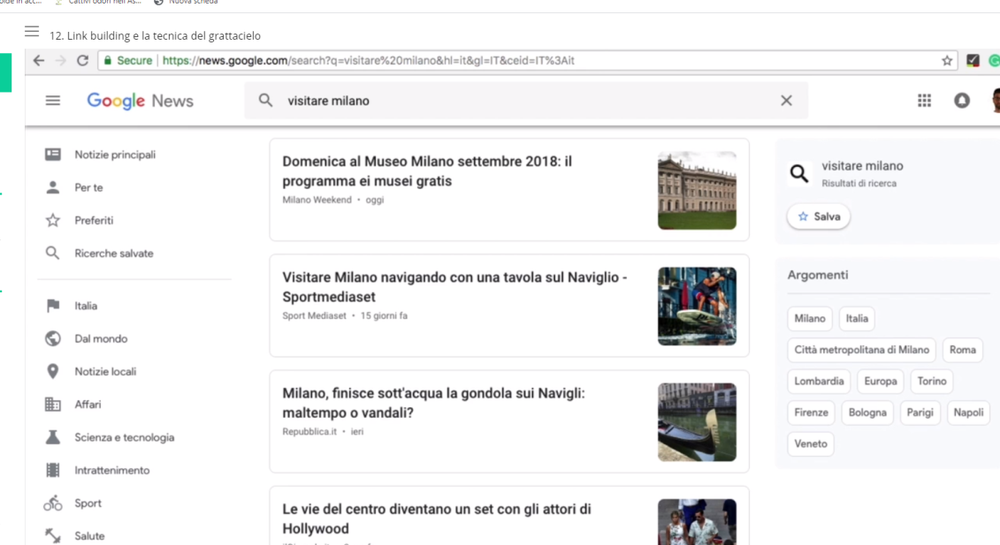 Cattivi odori nell'As...
Nuova scheda
12. Link building e la tecnica del grattacielo
Secure | https://news.google.com/search?q=visitare%20milano&hl=it&gl=IT&ceid=IT%3Ait
Google News
visitare milano
Notizie principali
Per te
Preferiti
Ricerche salvate
Italia
Dal mondo
Notizie locali
Affari
Scienza e tecnologia
Intrattenimento
Sport
Salute
Domenica al Museo Milano settembre 2018: il
programma ei musei gratis
Milano Weekend • oggi
Visitare Milano navigando con una tavola sul Naviglio -
Sportmediaset
Sport Mediaset • 15 giorni fa
Milano, finisce sott'acqua la gondola sui Navigli:
maltempo o vandali?
Repubblica.it • ieri
Le vie del centro diventano un set con gli attori di
Hollywood
visitare milano
Risultati di ricerca
Salva
Argomenti
Milano Italia
Città metropolitana di Milano Roma
Lombardia Europa Torino
Firenze Bologna Parigi Napoli
Veneto